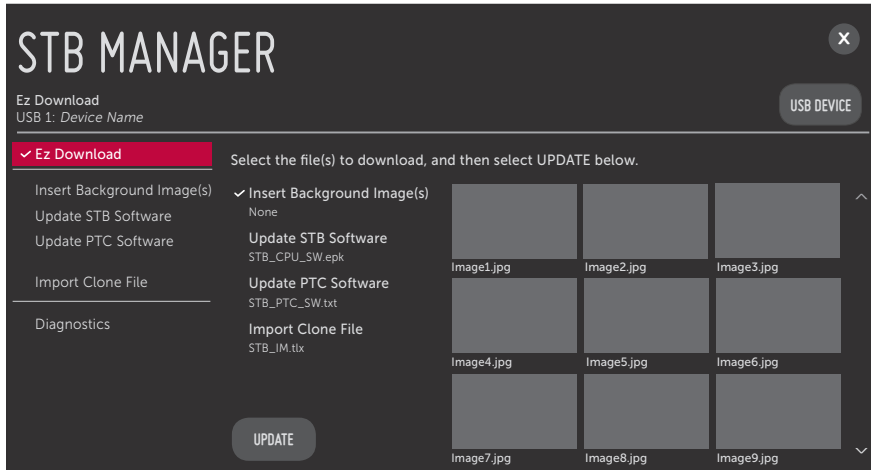 STB MANAGER
X
Ez Download
USB 1: Device Name
USB DEVICE
Ez Download
Insert Background Image(s)
Update STB Software
Update PTC Software
Import Clone File
Diagnostics
Select the file(s) to download, and then select UPDATE below.
Insert Background Image(s)
None
Update STB Software
STB_CPU_SW.epk
Update PTC Software
STB_PTC_SW.txt
Import Clone File
STB_IM.tlx
UPDATE
Image1.jpg Image2.jpg Image3.jpg
Image4.jpg Image5.jpg Image6.jpg
Image7.jpg Image8.jpg Image9.jpg